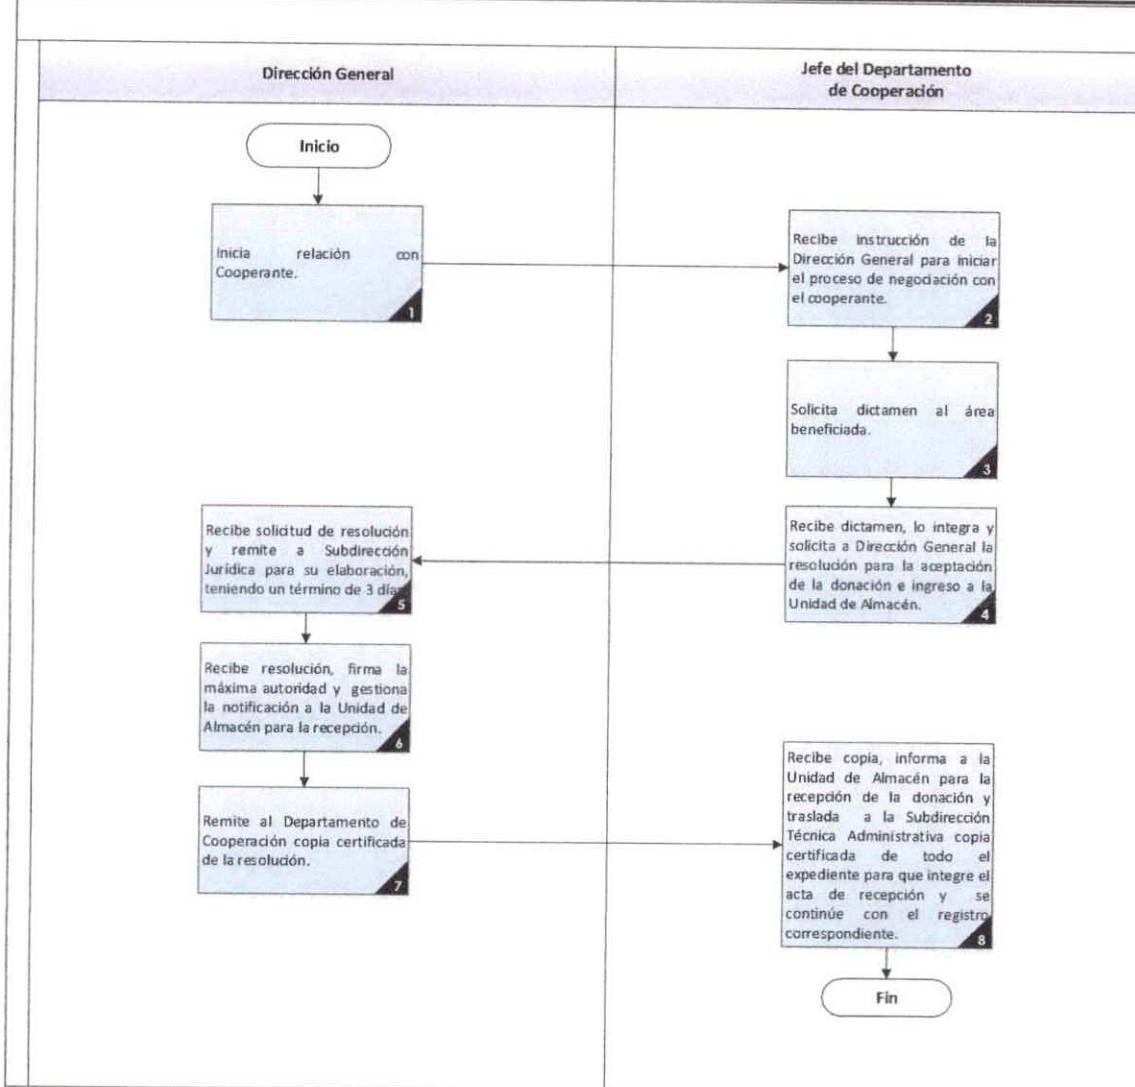 Dirección General
Jefe del Departamento
de Cooperación
Inicio
Inicia relación con
Cooperante.
1
Recibe instrucción de la
Dirección General para iniciar
el proceso de negociación con
el cooperante.
2
Solicita dictamen al área
beneficiada.
3
Recibe dictamen, lo integra y
solicita a Dirección General la
resolución para la aceptación
de la donación e ingreso a la
Unidad de Almacén.
4
Recibe solicitud de resolución
y remite a Subdirección
Jurídica para su elaboración,
teniendo un término de 3 días
5
Recibe resolución, firma la
máxima autoridad y gestiona
la notificación a la Unidad de
Almacén para la recepción.
6
Remite al Departamento de
Cooperación copia certificada
de la resolución.
7
Recibe copia, informa a la
Unidad de Almacén para la
recepción de la donación y
traslada a la Subdirección
Técnica Administrativa copia
certificada de todo el
expediente para que integre el
acta de recepción y se
continúe con el registro
correspondiente.
8
Fin